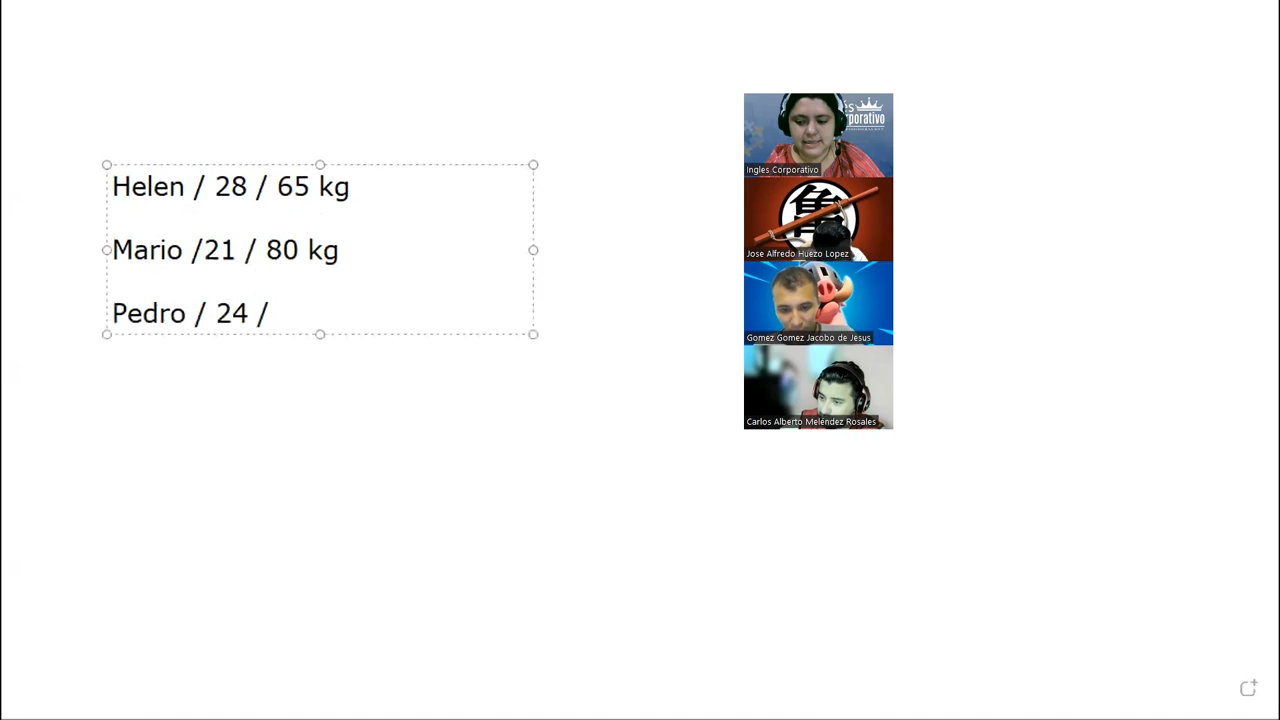 Helen / 28 / 65 kg
Mario /21 / 80 kg
Pedro / 24 /
Ingles Corporativo
Jose Alfredo Huezo Lopez
Gomez Gomez Jacobo de Jesus
Carlos Alberto Meléndez Rosales